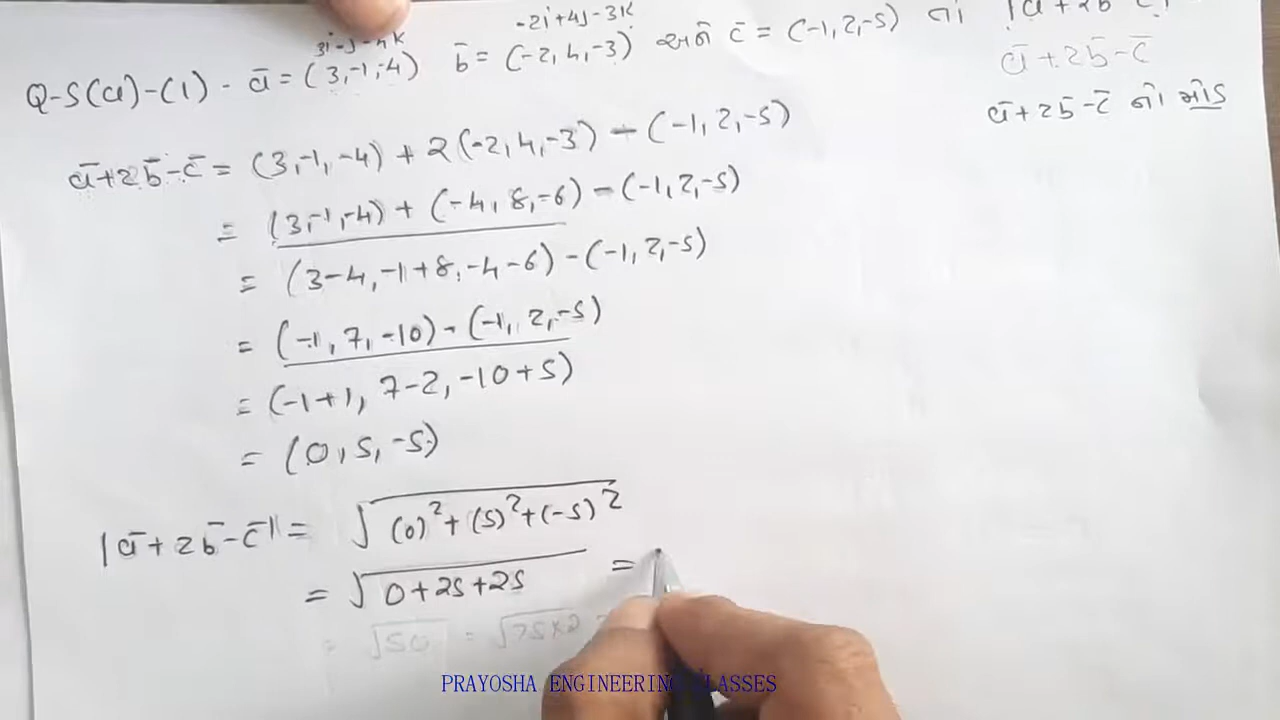 3i-j-4k -2i+4j-3k
Q-5(a)-(1) - ā = (3,-1,-4) b̄ = (-2,4,-3) અને c̄ = (-1,2,-5) તો
ā+2b̄-c̄
ā+2b̄-c̄ નો મોડ
ā+2b̄-c̄ = (3,-1,-4) + 2(-2,4,-3) - (-1,2,-5)
= (3,-1,-4) + (-4,8,-6) - (-1,2,-5)
= (3-4,-1+8,-4-6) - (-1,2,-5)
= (-1,7,-10) - (-1,2,-5)
= (-1+1, 7-2, -10+5)
= (0,5,-5)
|ā+2b̄-c̄| = √(0)²+(5)²+(-5)²
= √0+25+25 =
= √50 =
PRAYOSHA ENGINEERING CLASSES